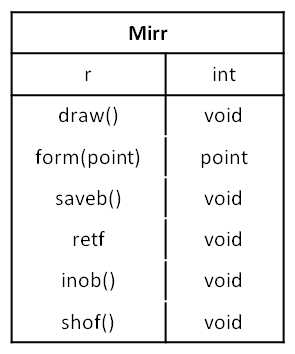 Mirr
r int
draw() void
form(point) point
saveb() void
retf void
inob() void
shof() void